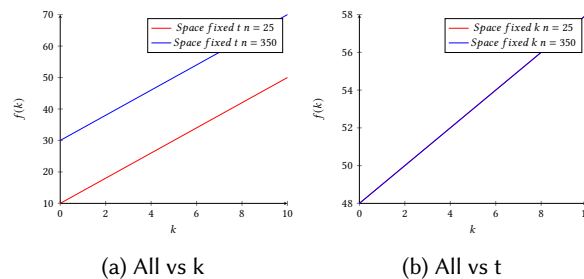 70
60
50
40
30
20
10
0
2
4
6
8
10
f(k)
k
Space fixed t n = 25
Space fixed t n = 350
(a) All vs k
58
56
54
52
50
48
0
2
4
6
8
10
f(k)
k
Space fixed k n = 25
Space fixed k n = 350
(b) All vs t